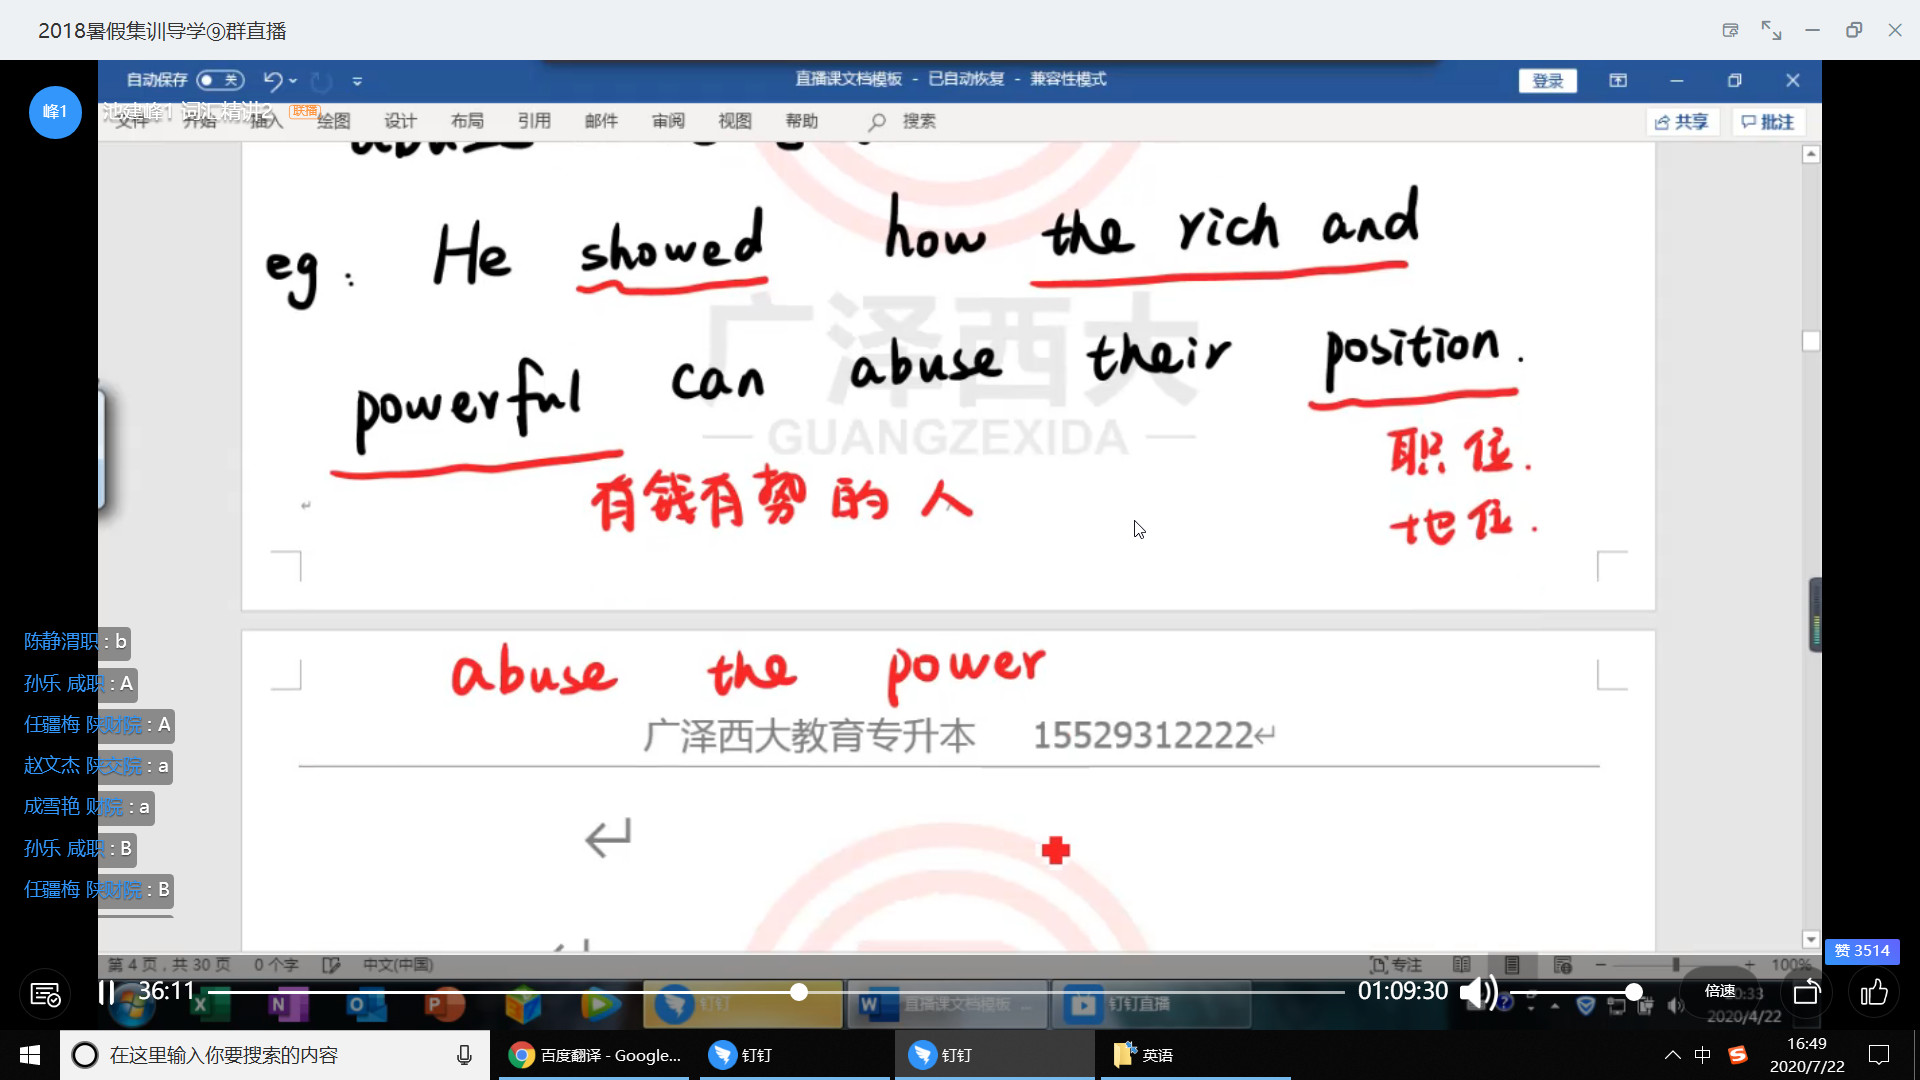 2018暑假集训导学⑨群直播
自动保存 关
直播课文档模板 - 已自动恢复 - 兼容性模式
登录
峰1
池建峰1 词汇精讲2 联播
文件 开始 插入 绘图 设计 布局 引用 邮件 审阅 视图 帮助 搜索
共享 批注
eg: He showed how the rich and
powerful can abuse their position.
广泽西大
— GUANGZEXIDA —
有钱有势的人
职位.
地位.
abuse the power
广泽西大教育专升本 15529312222
陈静渭职 : b
孙乐 咸职 : A
任疆梅 陕财院 : A
赵文杰 陕交院 : a
成雪艳 财院 : a
孙乐 咸职 : B
任疆梅 陕财院 : B
第 4 页，共 30 页 0 个字 中文(中国)
专注
100%
赞 3514
36:11
01:09:30
倍速
钉钉
直播课文档模板 ...
钉钉直播
2020/4/22
在这里输入你要搜索的内容
百度翻译 - Google...
钉钉
钉钉
英语
中
16:49
2020/7/22